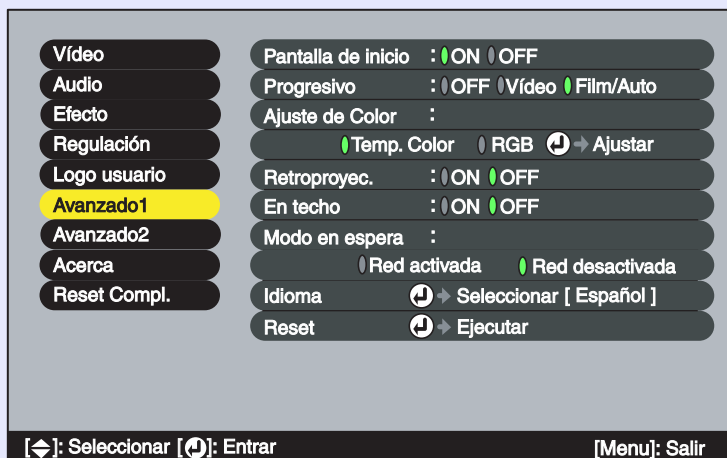 Vídeo
Audio
Efecto
Regulación
Logo usuario
Avanzado1
Avanzado2
Acerca
Reset Compl.
Pantalla de inicio : ON OFF
Progresivo : OFF Vídeo Film/Auto
Ajuste de Color :
Temp. Color RGB Ajustar
Retroproyec. : ON OFF
En techo : ON OFF
Modo en espera :
Red activada Red desactivada
Idioma Seleccionar [ Español ]
Reset Ejecutar
[ ]: Seleccionar [ ]: Entrar [Menu]: Salir